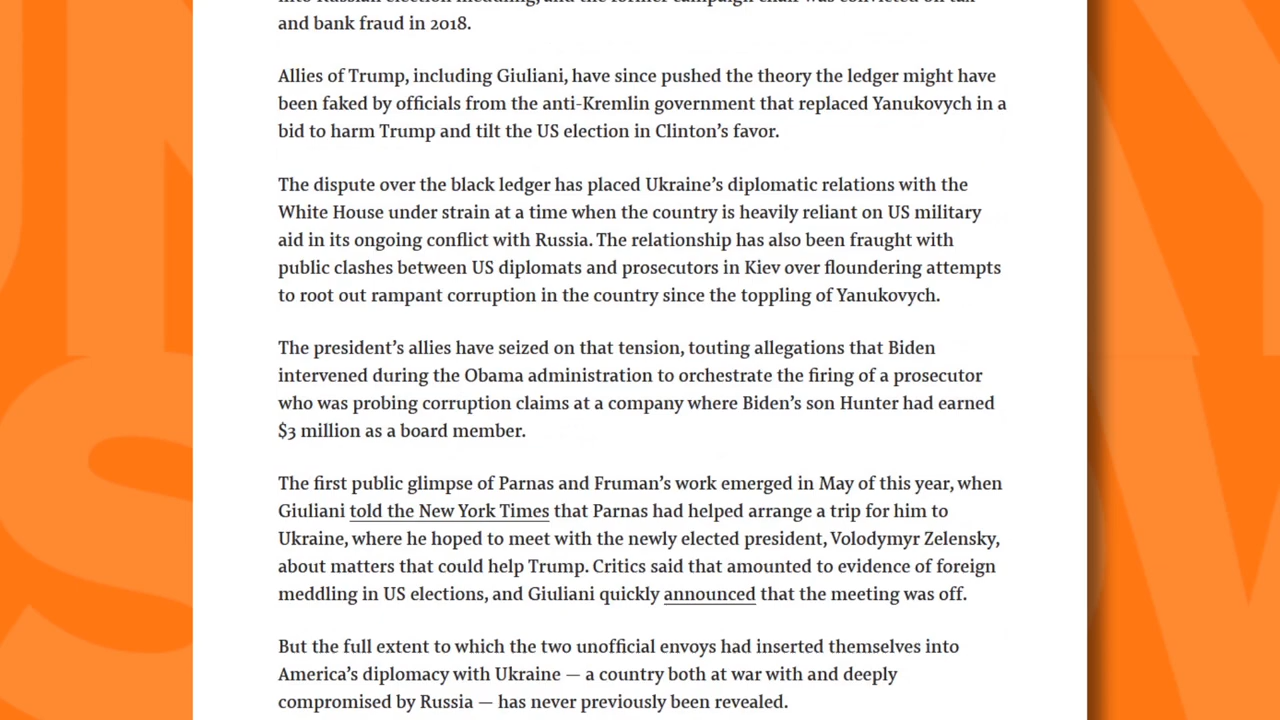 and bank fraud in 2018.
Allies of Trump, including Giuliani, have since pushed the theory the ledger might have
been faked by officials from the anti-Kremlin government that replaced Yanukovych in a
bid to harm Trump and tilt the US election in Clinton’s favor.
The dispute over the black ledger has placed Ukraine’s diplomatic relations with the
White House under strain at a time when the country is heavily reliant on US military
aid in its ongoing conflict with Russia. The relationship has also been fraught with
public clashes between US diplomats and prosecutors in Kiev over floundering attempts
to root out rampant corruption in the country since the toppling of Yanukovych.
The president’s allies have seized on that tension, touting allegations that Biden
intervened during the Obama administration to orchestrate the firing of a prosecutor
who was probing corruption claims at a company where Biden’s son Hunter had earned
$3 million as a board member.
The first public glimpse of Parnas and Fruman’s work emerged in May of this year, when
Giuliani told the New York Times that Parnas had helped arrange a trip for him to
Ukraine, where he hoped to meet with the newly elected president, Volodymyr Zelensky,
about matters that could help Trump. Critics said that amounted to evidence of foreign
meddling in US elections, and Giuliani quickly announced that the meeting was off.
But the full extent to which the two unofficial envoys had inserted themselves into
America’s diplomacy with Ukraine — a country both at war with and deeply
compromised by Russia — has never previously been revealed.